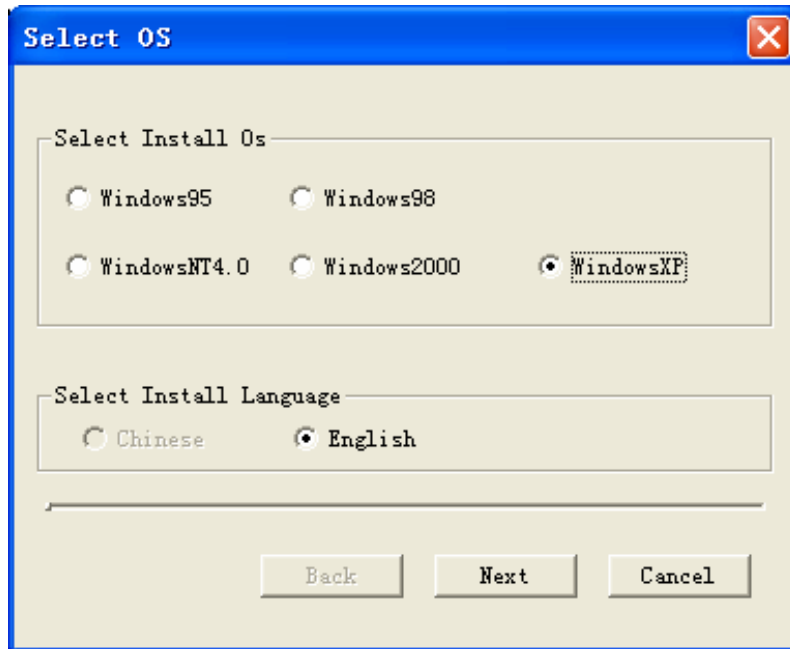 Select OS
Select Install Os
Windows95 Windows98
WindowsNT4.0 Windows2000 WindowsXP
Select Install Language
Chinese English
Back Next Cancel